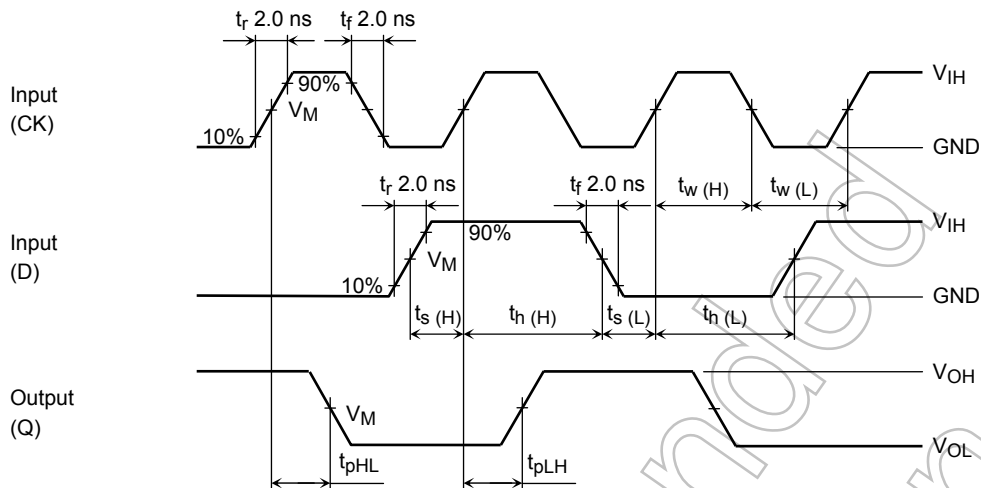 tr 2.0 ns tf 2.0 ns
Input
(CK)
90%
VM
10%
VIH
GND
tr 2.0 ns tf 2.0 ns tw (H) tw (L)
Input
(D)
90%
VM
10%
VIH
GND
ts (H) th (H) ts (L) th (L)
Output
(Q)
VM
VOH
VOL
tpHL tpLH